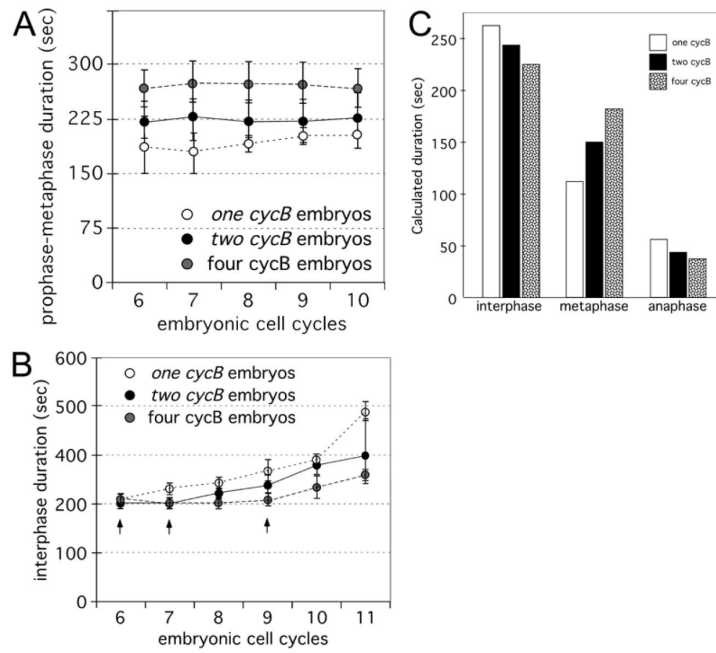 A
prophase-metaphase duration (sec)
300
225
150
75
0
one cycB embryos
two cycB embryos
four cycB embryos
6 7 8 9 10
embryonic cell cycles
C
Calculated duration (sec)
250
200
150
100
50
0
one cycB
two cycB
four cycB
interphase metaphase anaphase
B
interphase duration (sec)
600
500
400
200
100
0
one cycB embryos
two cycB embryos
four cycB embryos
6 7 8 9 10 11
embryonic cell cycles